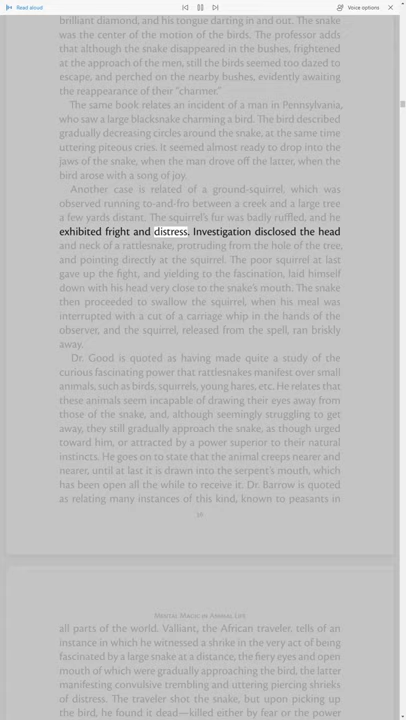 Read aloud
Voice options
brilliant diamond, and his tongue darting in and out. The snake
was the center of the motion of the birds. The professor adds
that although the snake disappeared in the bushes, frightened
at the approach of the men, still the birds seemed too dazed to
escape, and perched on the nearby bushes, evidently awaiting
the reappearance of their “charmer.”
The same book relates an incident of a man in Pennsylvania,
who saw a large blacksnake charming a bird. The bird described
gradually decreasing circles around the snake, at the same time
uttering piteous cries. It seemed almost ready to drop into the
jaws of the snake, when the man drove off the latter, when the
bird arose with a song of joy.
Another case is related of a ground-squirrel, which was
observed running to-and-fro between a creek and a large tree
a few yards distant. The squirrel’s fur was badly ruffled, and he
exhibited fright and distress. Investigation disclosed the head
and neck of a rattlesnake, protruding from the hole of the tree,
and pointing directly at the squirrel. The poor squirrel at last
gave up the fight, and yielding to the fascination, laid himself
down with his head very close to the snake’s mouth. The snake
then proceeded to swallow the squirrel, when his meal was
interrupted with a cut of a carriage whip in the hands of the
observer, and the squirrel, released from the spell, ran briskly
away.
Dr. Good is quoted as having made quite a study of the
curious fascinating power that rattlesnakes manifest over small
animals, such as birds, squirrels, young hares, etc. He relates that
these animals seem incapable of drawing their eyes away from
those of the snake, and, although seemingly struggling to get
away, they still gradually approach the snake, as though urged
toward him, or attracted by a power superior to their natural
instincts. He goes on to state that the animal creeps nearer and
nearer, until at last it is drawn into the serpent’s mouth, which
has been open all the while to receive it. Dr. Barrow is quoted
as relating many instances of this kind, known to peasants in
Mental Magic in Animal Life
all parts of the world. Valliant, the African traveler, tells of an
instance in which he witnessed a shrike in the very act of being
fascinated by a large snake at a distance, the fiery eyes and open
mouth of which were gradually approaching the bird, the latter
manifesting convulsive trembling and uttering piercing shrieks
of distress. The traveler shot the snake, but upon picking up
the bird, he found it dead—killed either by fear or the power